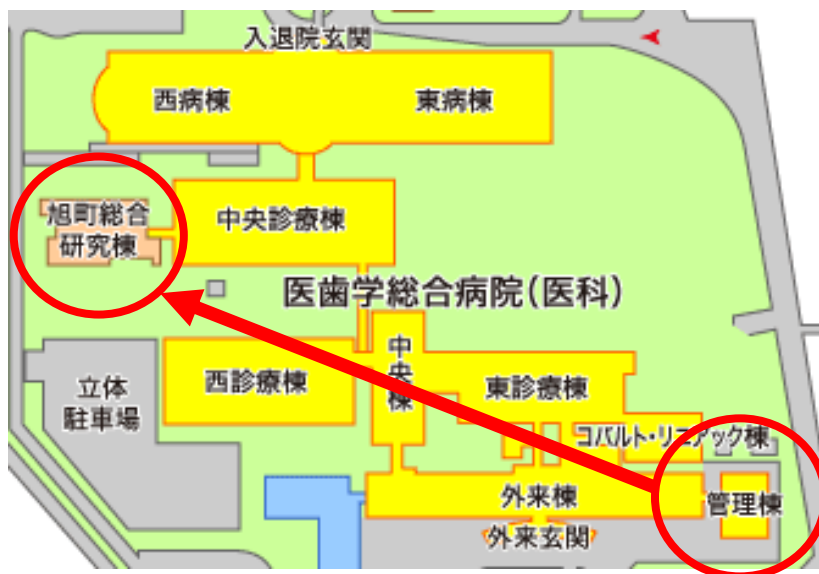 入退院玄関
西病棟
東病棟
旭町総合
研究棟
中央診療棟
医歯学総合病院(医科)
立体
駐車場
西診療棟
中央棟
東診療棟
コバルト・リニアック棟
外来棟
管理棟
外来玄関